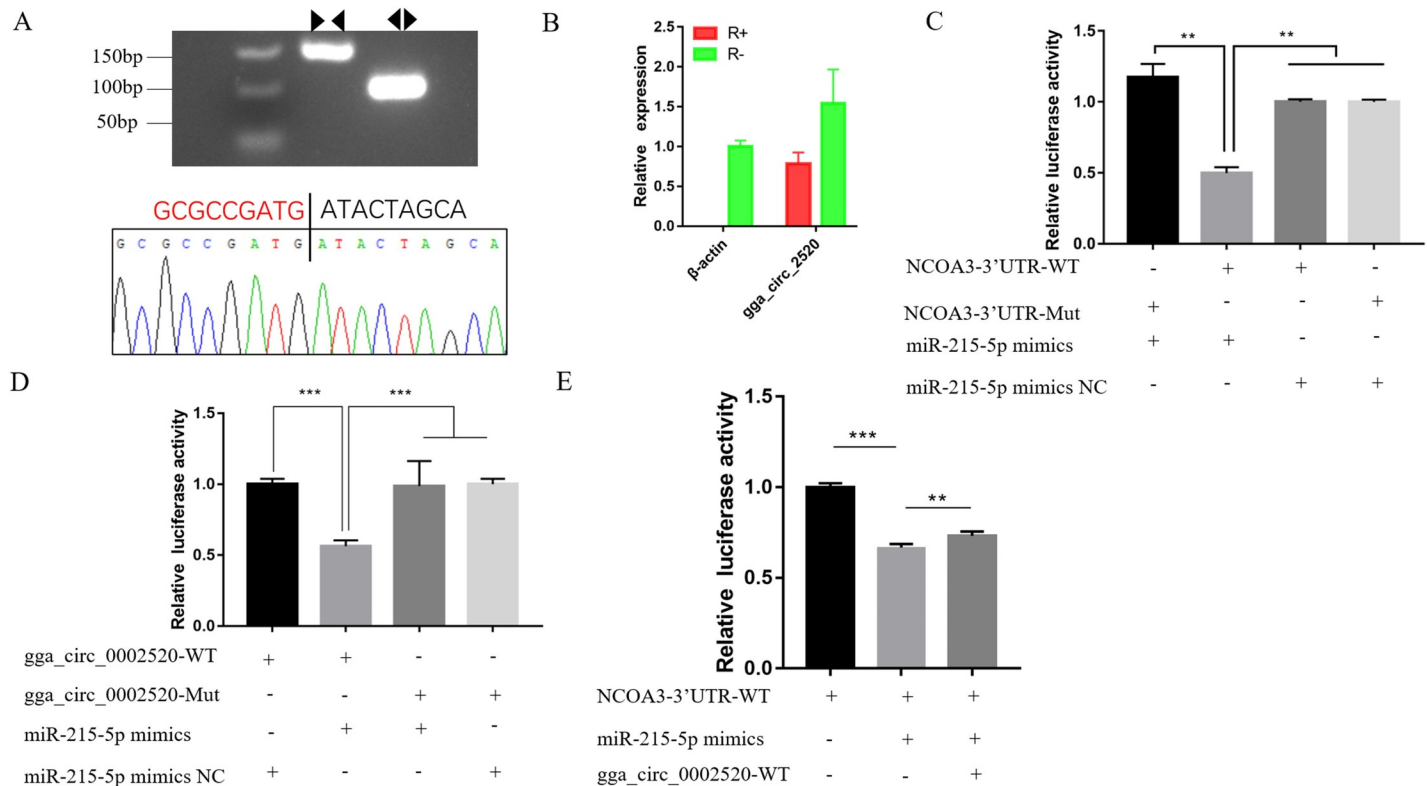 A
150bp
100bp
50bp
GCGCCGATG ATACTAGCA
G C G C C G A T G A T A C T A G C A
B
R+
R-
Relative expression
2.5
2.0
1.5
1.0
0.5
0.0
β-actin
gga_circ_2520
C
** **
Relative luciferase activity
1.5
1.0
0.5
0.0
NCOA3-3'UTR-WT - + + -
NCOA3-3'UTR-Mut + - - +
miR-215-5p mimics + + - -
miR-215-5p mimics NC - - + +
D
*** ***
Relative luciferase activity
1.5
1.0
0.5
0.0
gga_circ_0002520-WT + + - -
gga_circ_0002520-Mut - - + +
miR-215-5p mimics - + + -
miR-215-5p mimics NC + - - +
E
*** **
Relative luciferase activity
1.5
1.0
0.5
0.0
NCOA3-3'UTR-WT + + +
miR-215-5p mimics - + +
gga_circ_0002520-WT - - +